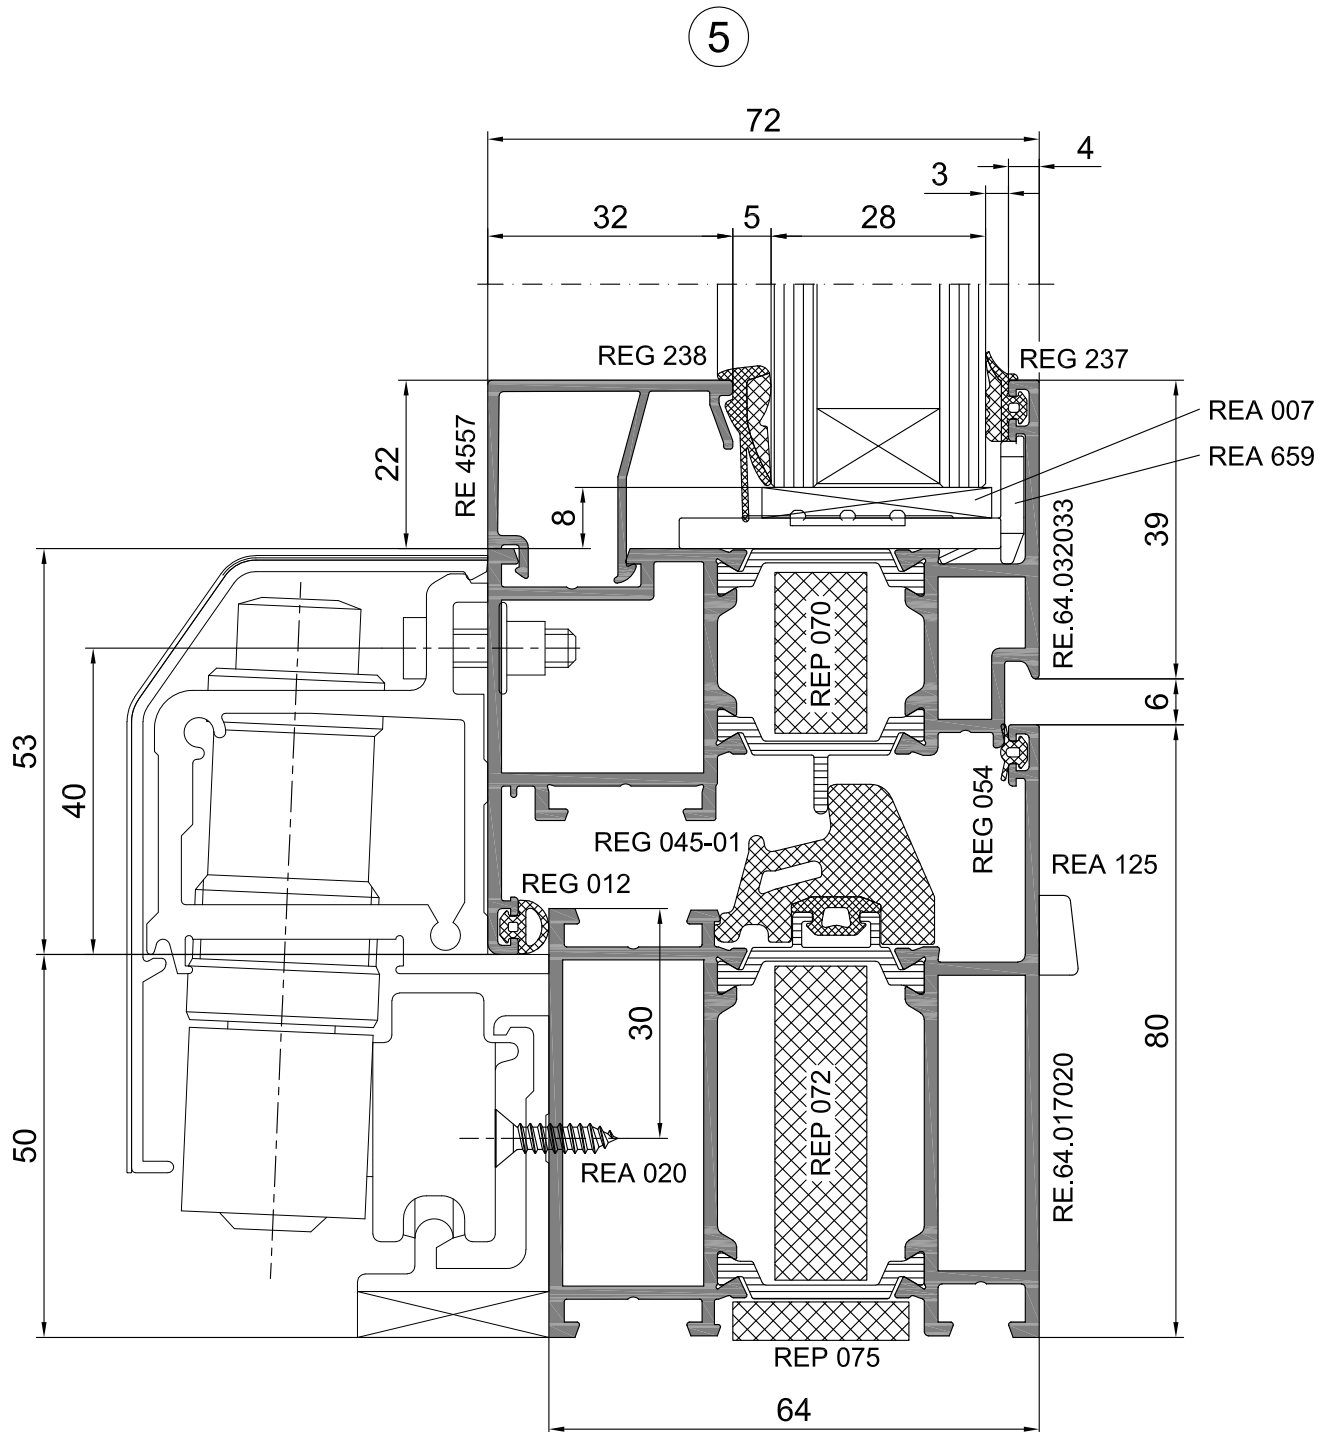 5
72
4
3
32
5
28
REG 238
REG 237
REA 007
REA 659
RE 4557
22
8
39
RE.64.032033
REP 070
6
53
40
REG 054
REG 045-01
REA 125
REG 012
30
80
REP 072
RE.64.017020
50
REA 020
REP 075
64